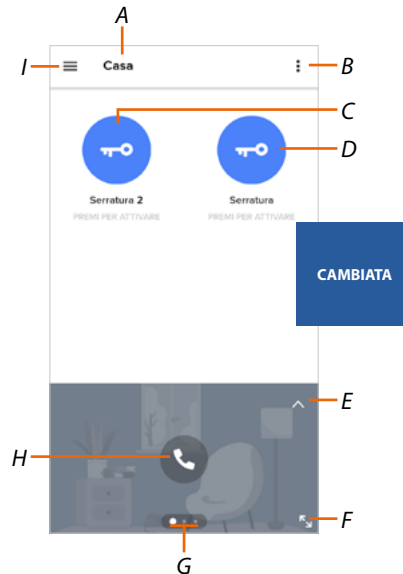 A
I
Casa
B
C
D
Serratura 2
Serratura
PREMI PER ATTIVARE
PREMI PER ATTIVARE
CAMBIATA
E
H
F
G